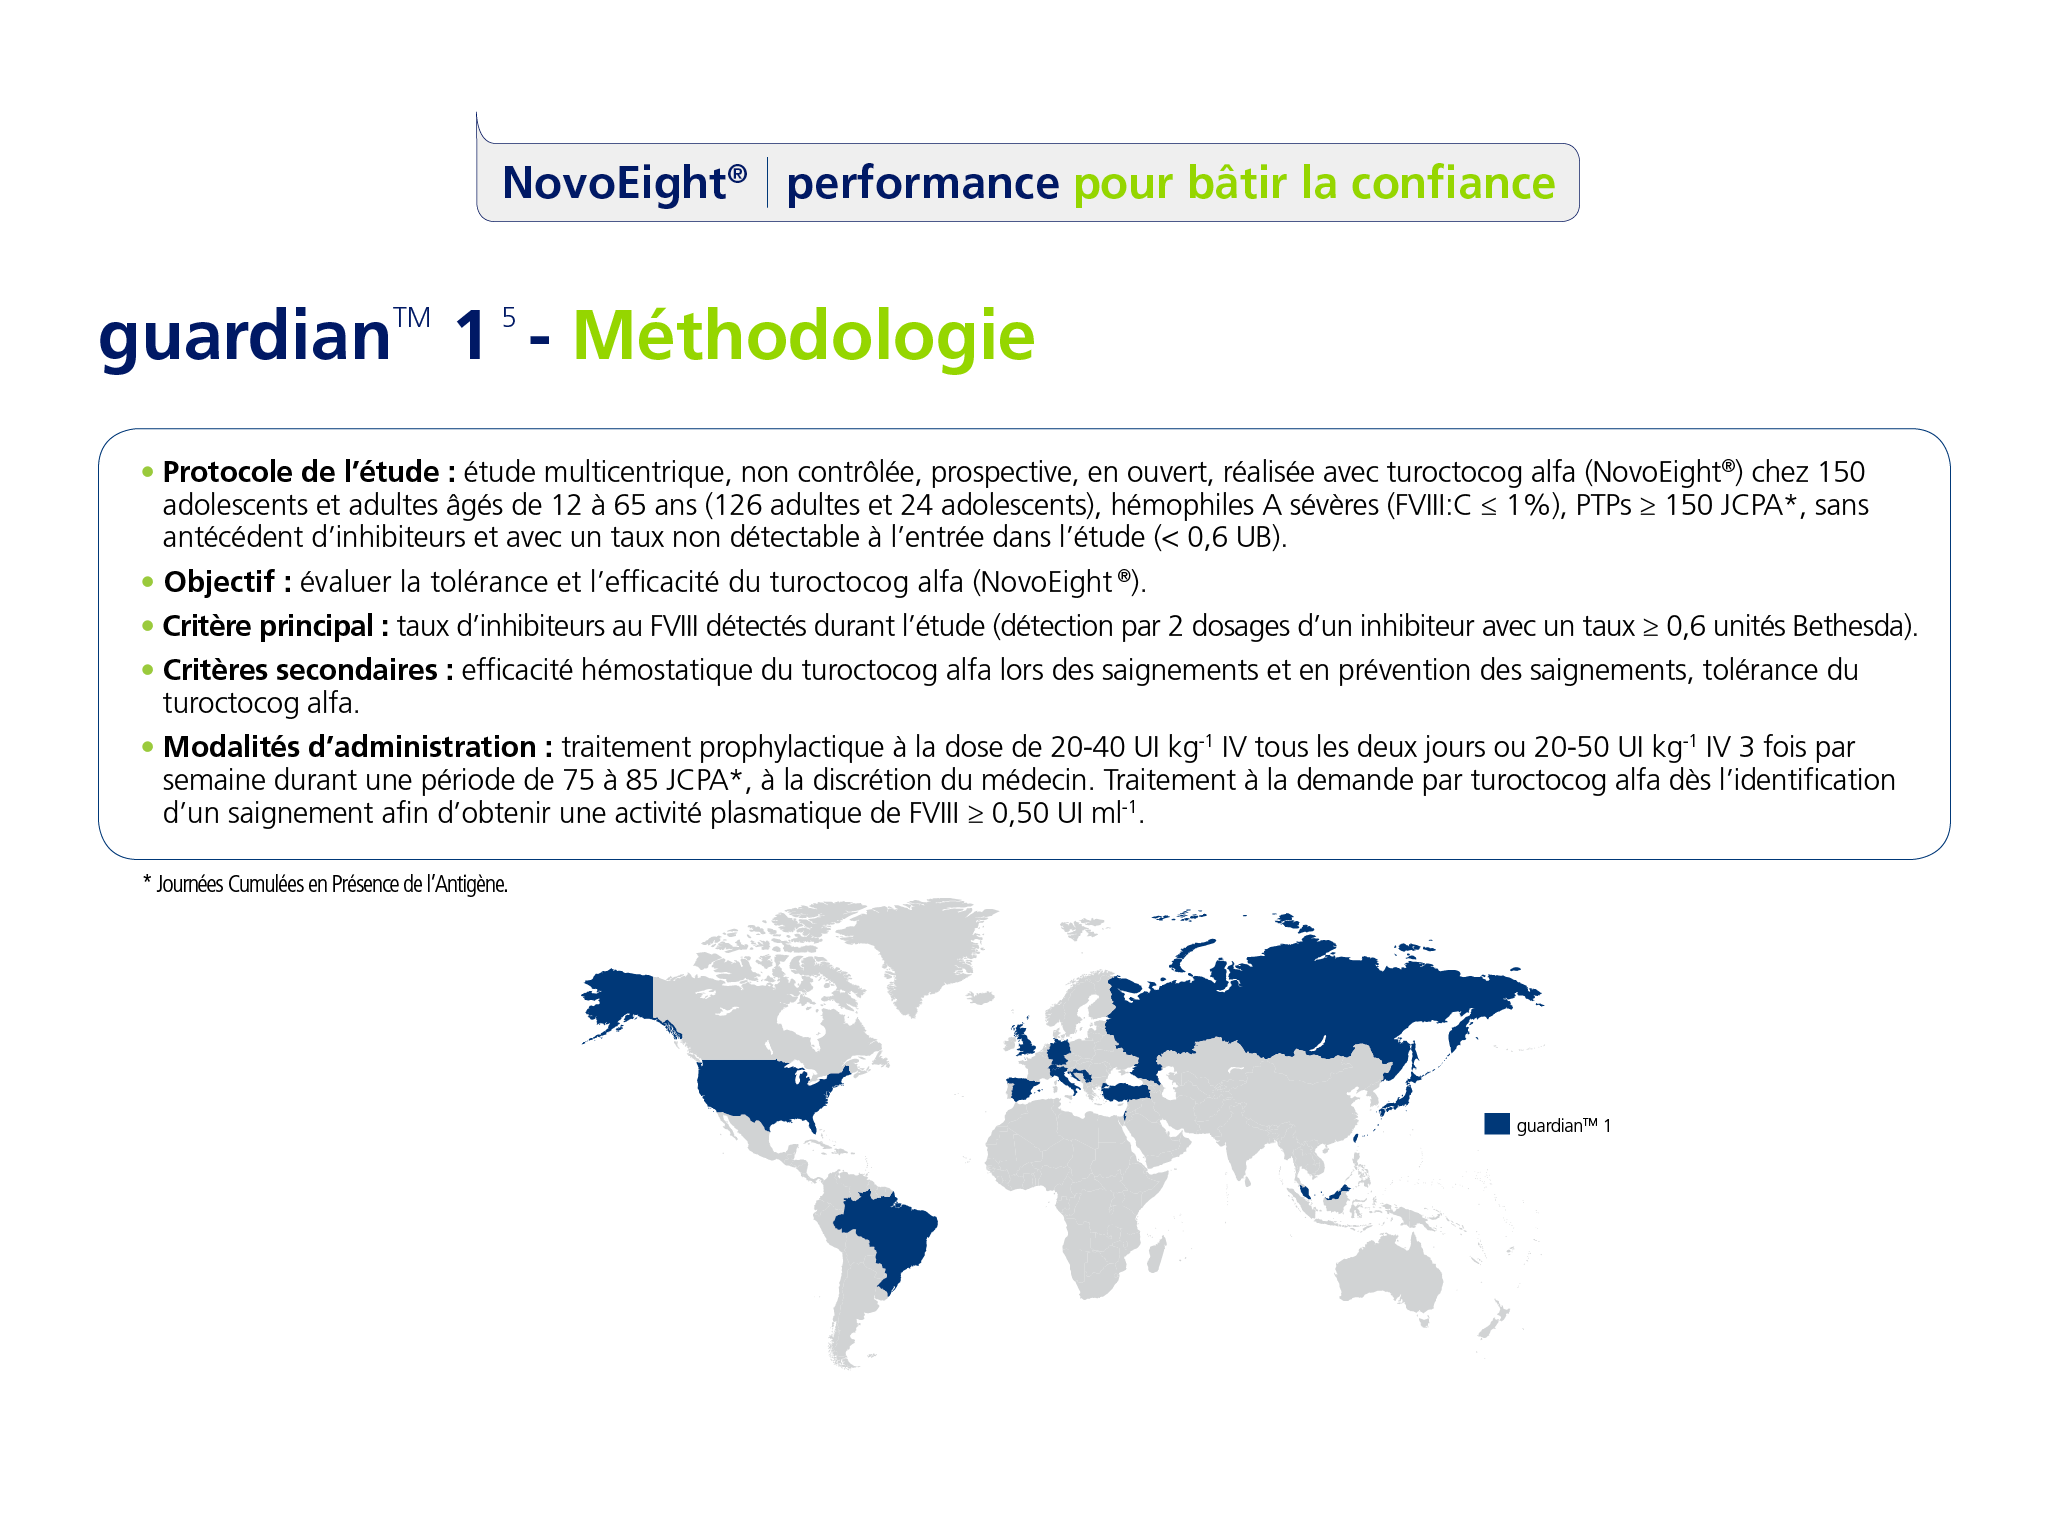 NovoEight® | performance pour bâtir la confiance
guardian™ 1 ⁵ - Méthodologie
• Protocole de l’étude : étude multicentrique, non contrôlée, prospective, en ouvert, réalisée avec turoctocog alfa (NovoEight®) chez 150
adolescents et adultes âgés de 12 à 65 ans (126 adultes et 24 adolescents), hémophiles A sévères (FVIII:C ≤ 1%), PTPs ≥ 150 JCPA*, sans
antécédent d’inhibiteurs et avec un taux non détectable à l’entrée dans l’étude (< 0,6 UB).
• Objectif : évaluer la tolérance et l’efficacité du turoctocog alfa (NovoEight ®).
• Critère principal : taux d’inhibiteurs au FVIII détectés durant l’étude (détection par 2 dosages d’un inhibiteur avec un taux ≥ 0,6 unités Bethesda).
• Critères secondaires : efficacité hémostatique du turoctocog alfa lors des saignements et en prévention des saignements, tolérance du
turoctocog alfa.
• Modalités d’administration : traitement prophylactique à la dose de 20-40 UI kg⁻¹ IV tous les deux jours ou 20-50 UI kg⁻¹ IV 3 fois par
semaine durant une période de 75 à 85 JCPA*, à la discrétion du médecin. Traitement à la demande par turoctocog alfa dès l’identification
d’un saignement afin d’obtenir une activité plasmatique de FVIII ≥ 0,50 UI ml⁻¹.
* Journées Cumulées en Présence de l’Antigène.
guardian™ 1